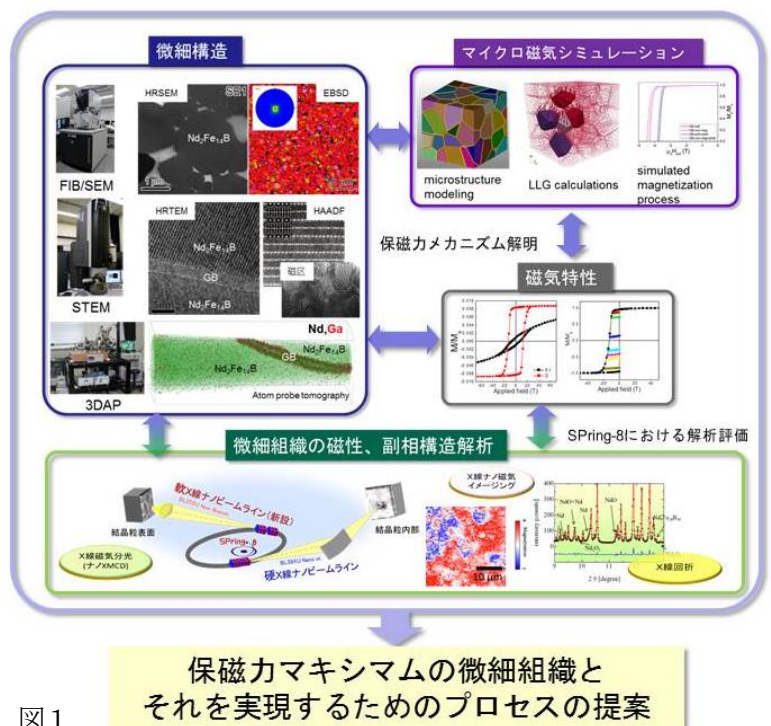 微細構造
HRSEM
SE1
EBSD
Nd₂Fe₁₄B
1μm
FIB/SEM
HRTEM
HAADF
Nd₂Fe₁₄B
GB
Nd₂Fe₁₄B
磁区
STEM
Nd,Ga
Nd₂Fe₁₄B
GB
Nd₂Fe₁₄B
Atom probe tomography
3DAP
マイクロ磁気シミュレーション
microstructure
modeling
LLG calculations
simulated
magnetization
process
保磁力メカニズム解明
磁気特性
Applied field (T)
Applied field (T)
SPring-8における解析評価
微細組織の磁性、副相構造解析
結晶粒表面
軟X線ナノビームライン(新設)
SPring-8
硬X線ナノビームライン
結晶粒内部
X線磁気分光
(ナノXMCD)
X線ナノ磁気
イメージング
10 μm
2θ [degree]
X線回折
保磁力マキシマムの微細組織と
それを実現するためのプロセスの提案
図1